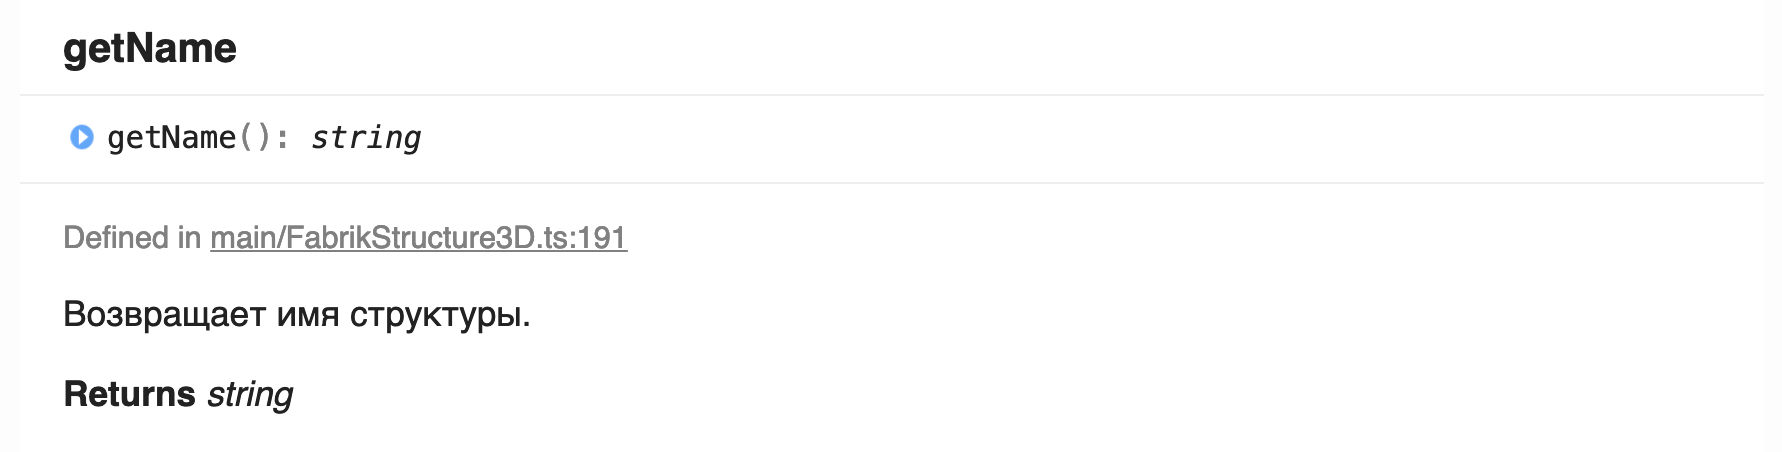 getName
getName(): string
Defined in main/FabrikStructure3D.ts:191
Возвращает имя структуры.
Returns string